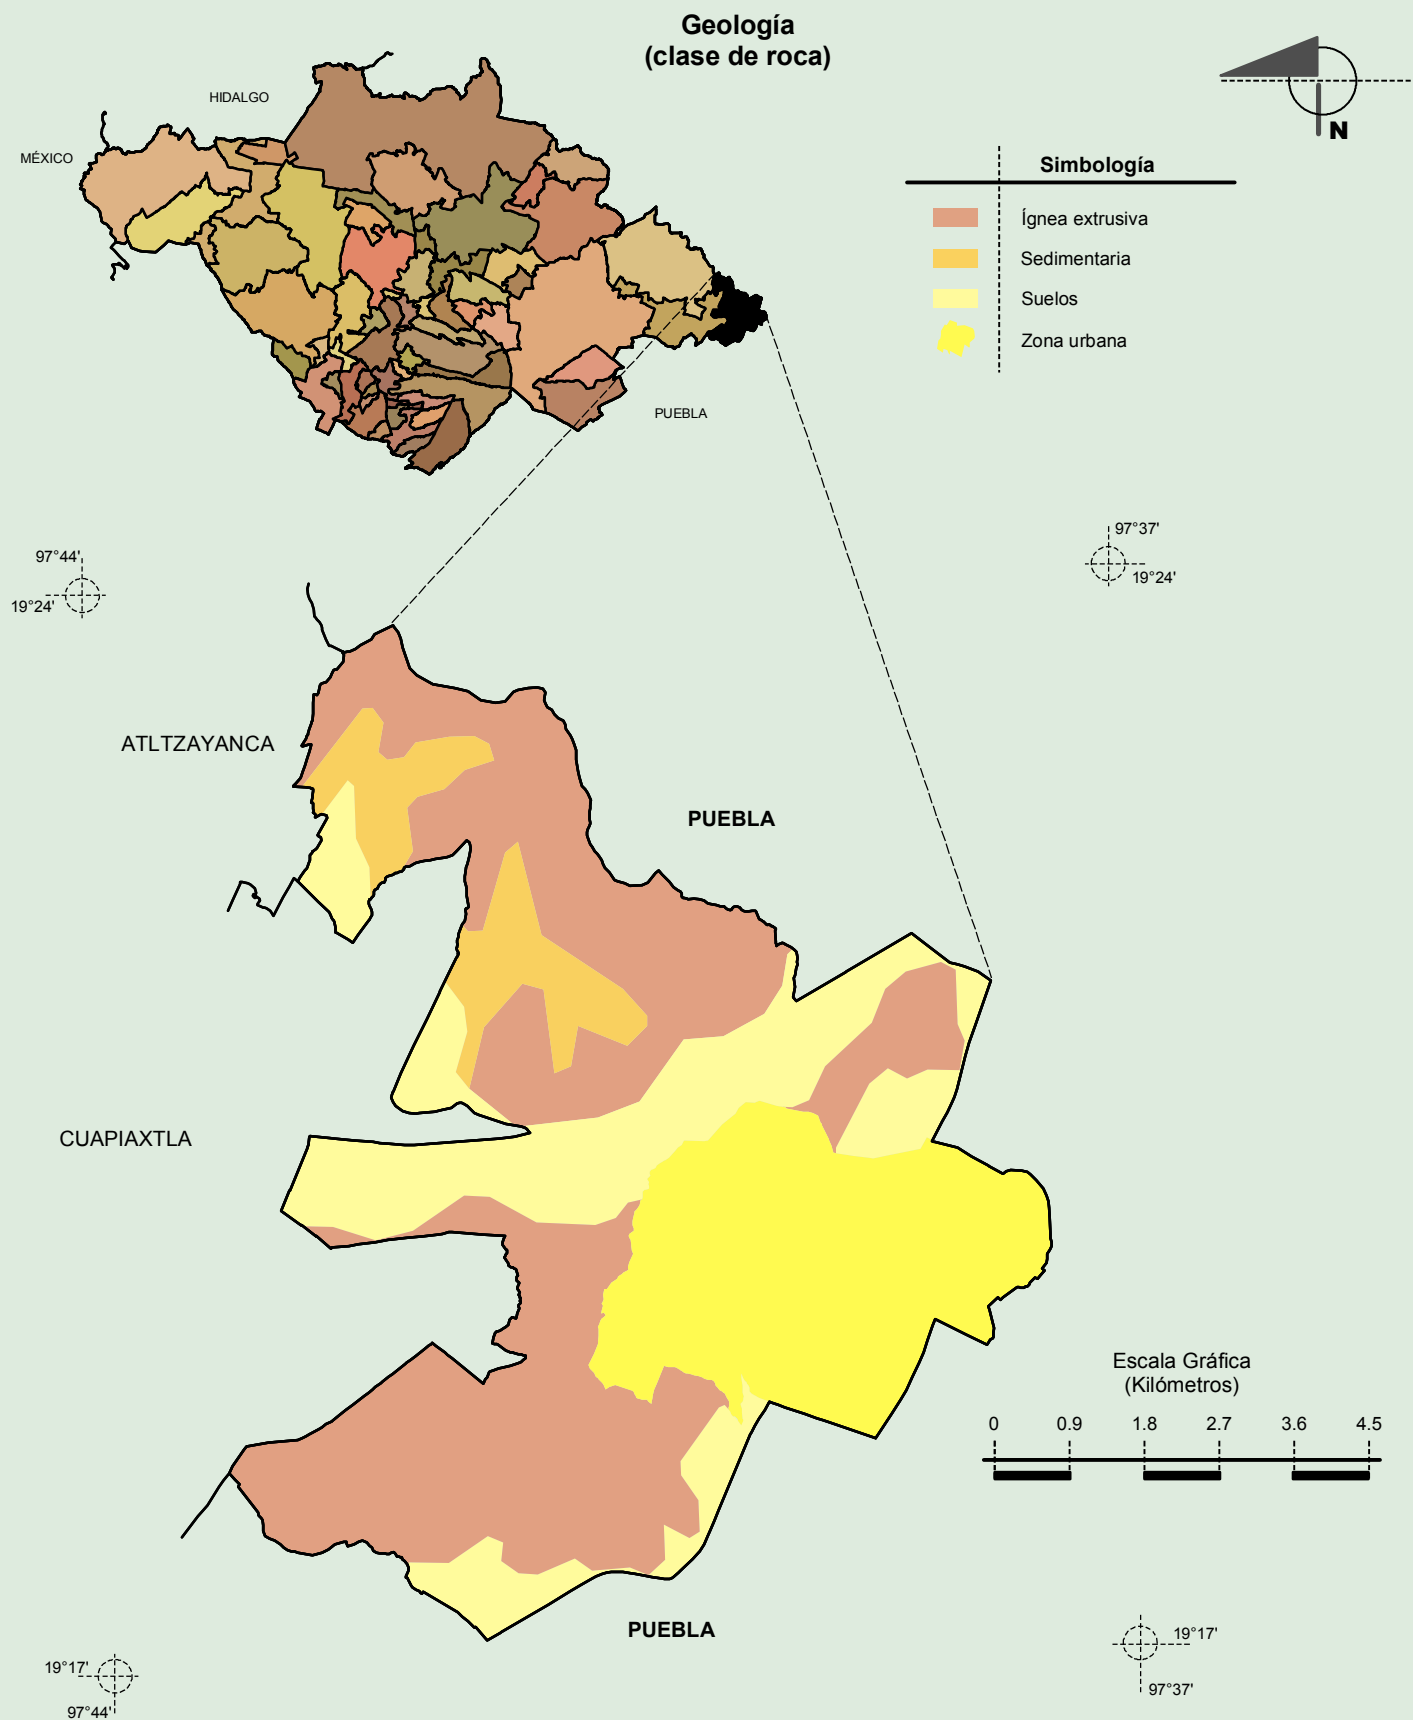 Geología
(clase de roca)
HIDALGO
MÉXICO
N
Simbología
Ígnea extrusiva
Sedimentaria
Suelos
Zona urbana
PUEBLA
97°44'
19°24'
97°37'
19°24'
ATLTZAYANCA
PUEBLA
CUAPIAXTLA
Escala Gráfica
(Kilómetros)
0 0.9 1.8 2.7 3.6 4.5
PUEBLA
19°17'
97°44'
19°17'
97°37'